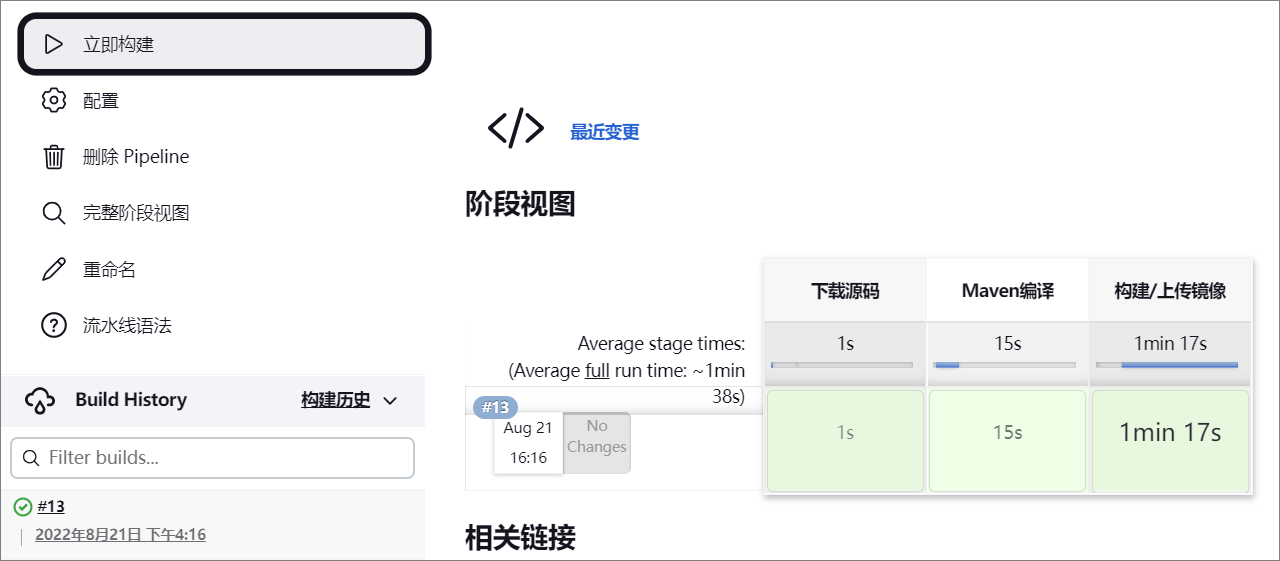 立即构建
配置
删除 Pipeline
完整阶段视图
重命名
流水线语法
Build History
构建历史
Filter builds...
#13
2022年8月21日 下午4:16
最近变更
阶段视图
下载源码
Maven编译
构建/上传镜像
Average stage times:
(Average full run time: ~1min
38s)
1s
15s
1min 17s
#13
Aug 21
16:16
No
Changes
1s
15s
1min 17s
相关链接